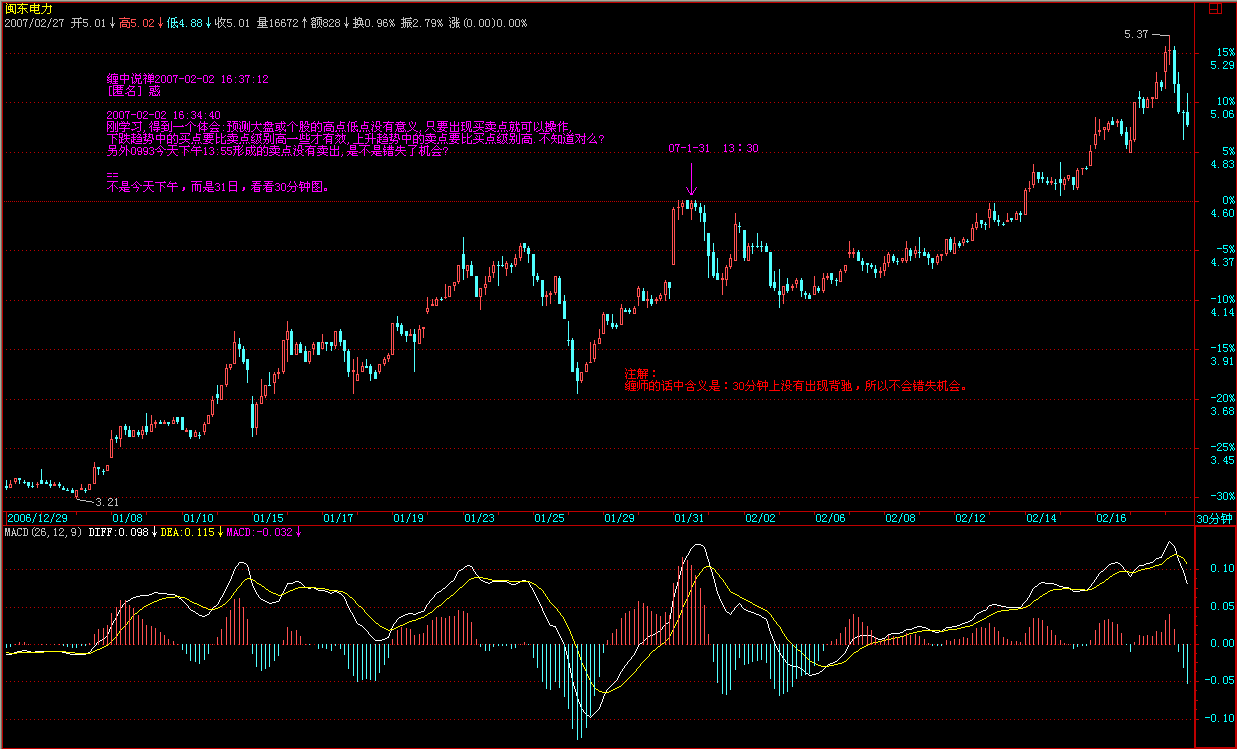 闽东电力
2007/02/27 开5.01↓高5.02↓低4.88↓收5.01 量16672↑额828↓换0.96% 振2.79% 涨(0.00)0.00%
5.37
15%
5.29
缠中说禅2007-02-02 16:37:12
[匿名] 惑
10%
5.06
2007-02-02 16:34:40
刚学习,得到一个体会:预测大盘或个股的高点低点没有意义,只要出现买卖点就可以操作,
下跌趋势中的买点要比卖点级别高一些才有效,上升趋势中的卖点要比买点级别高.不知道对么?
另外0993今天下午13:55形成的卖点没有卖出,是不是错失了机会?
07-1-31 13:30
5%
4.83
==
不是今天下午，而是31日，看看30分钟图。
0%
4.60
-5%
4.37
-10%
4.14
-15%
3.91
注解：
缠师的话中含义是：30分钟上没有出现背驰，所以不会错失机会。
-20%
3.68
-25%
3.45
-30%
3.21
2006/12/29 01/08 01/10 01/15 01/17 01/19 01/23 01/25 01/29 01/31 02/02 02/06 02/08 02/12 02/14 02/16 30分钟
MACD(26,12,9) DIFF:0.098↓DEA:0.115↓MACD:-0.032↓
0.10
0.05
0.00
-0.05
-0.10